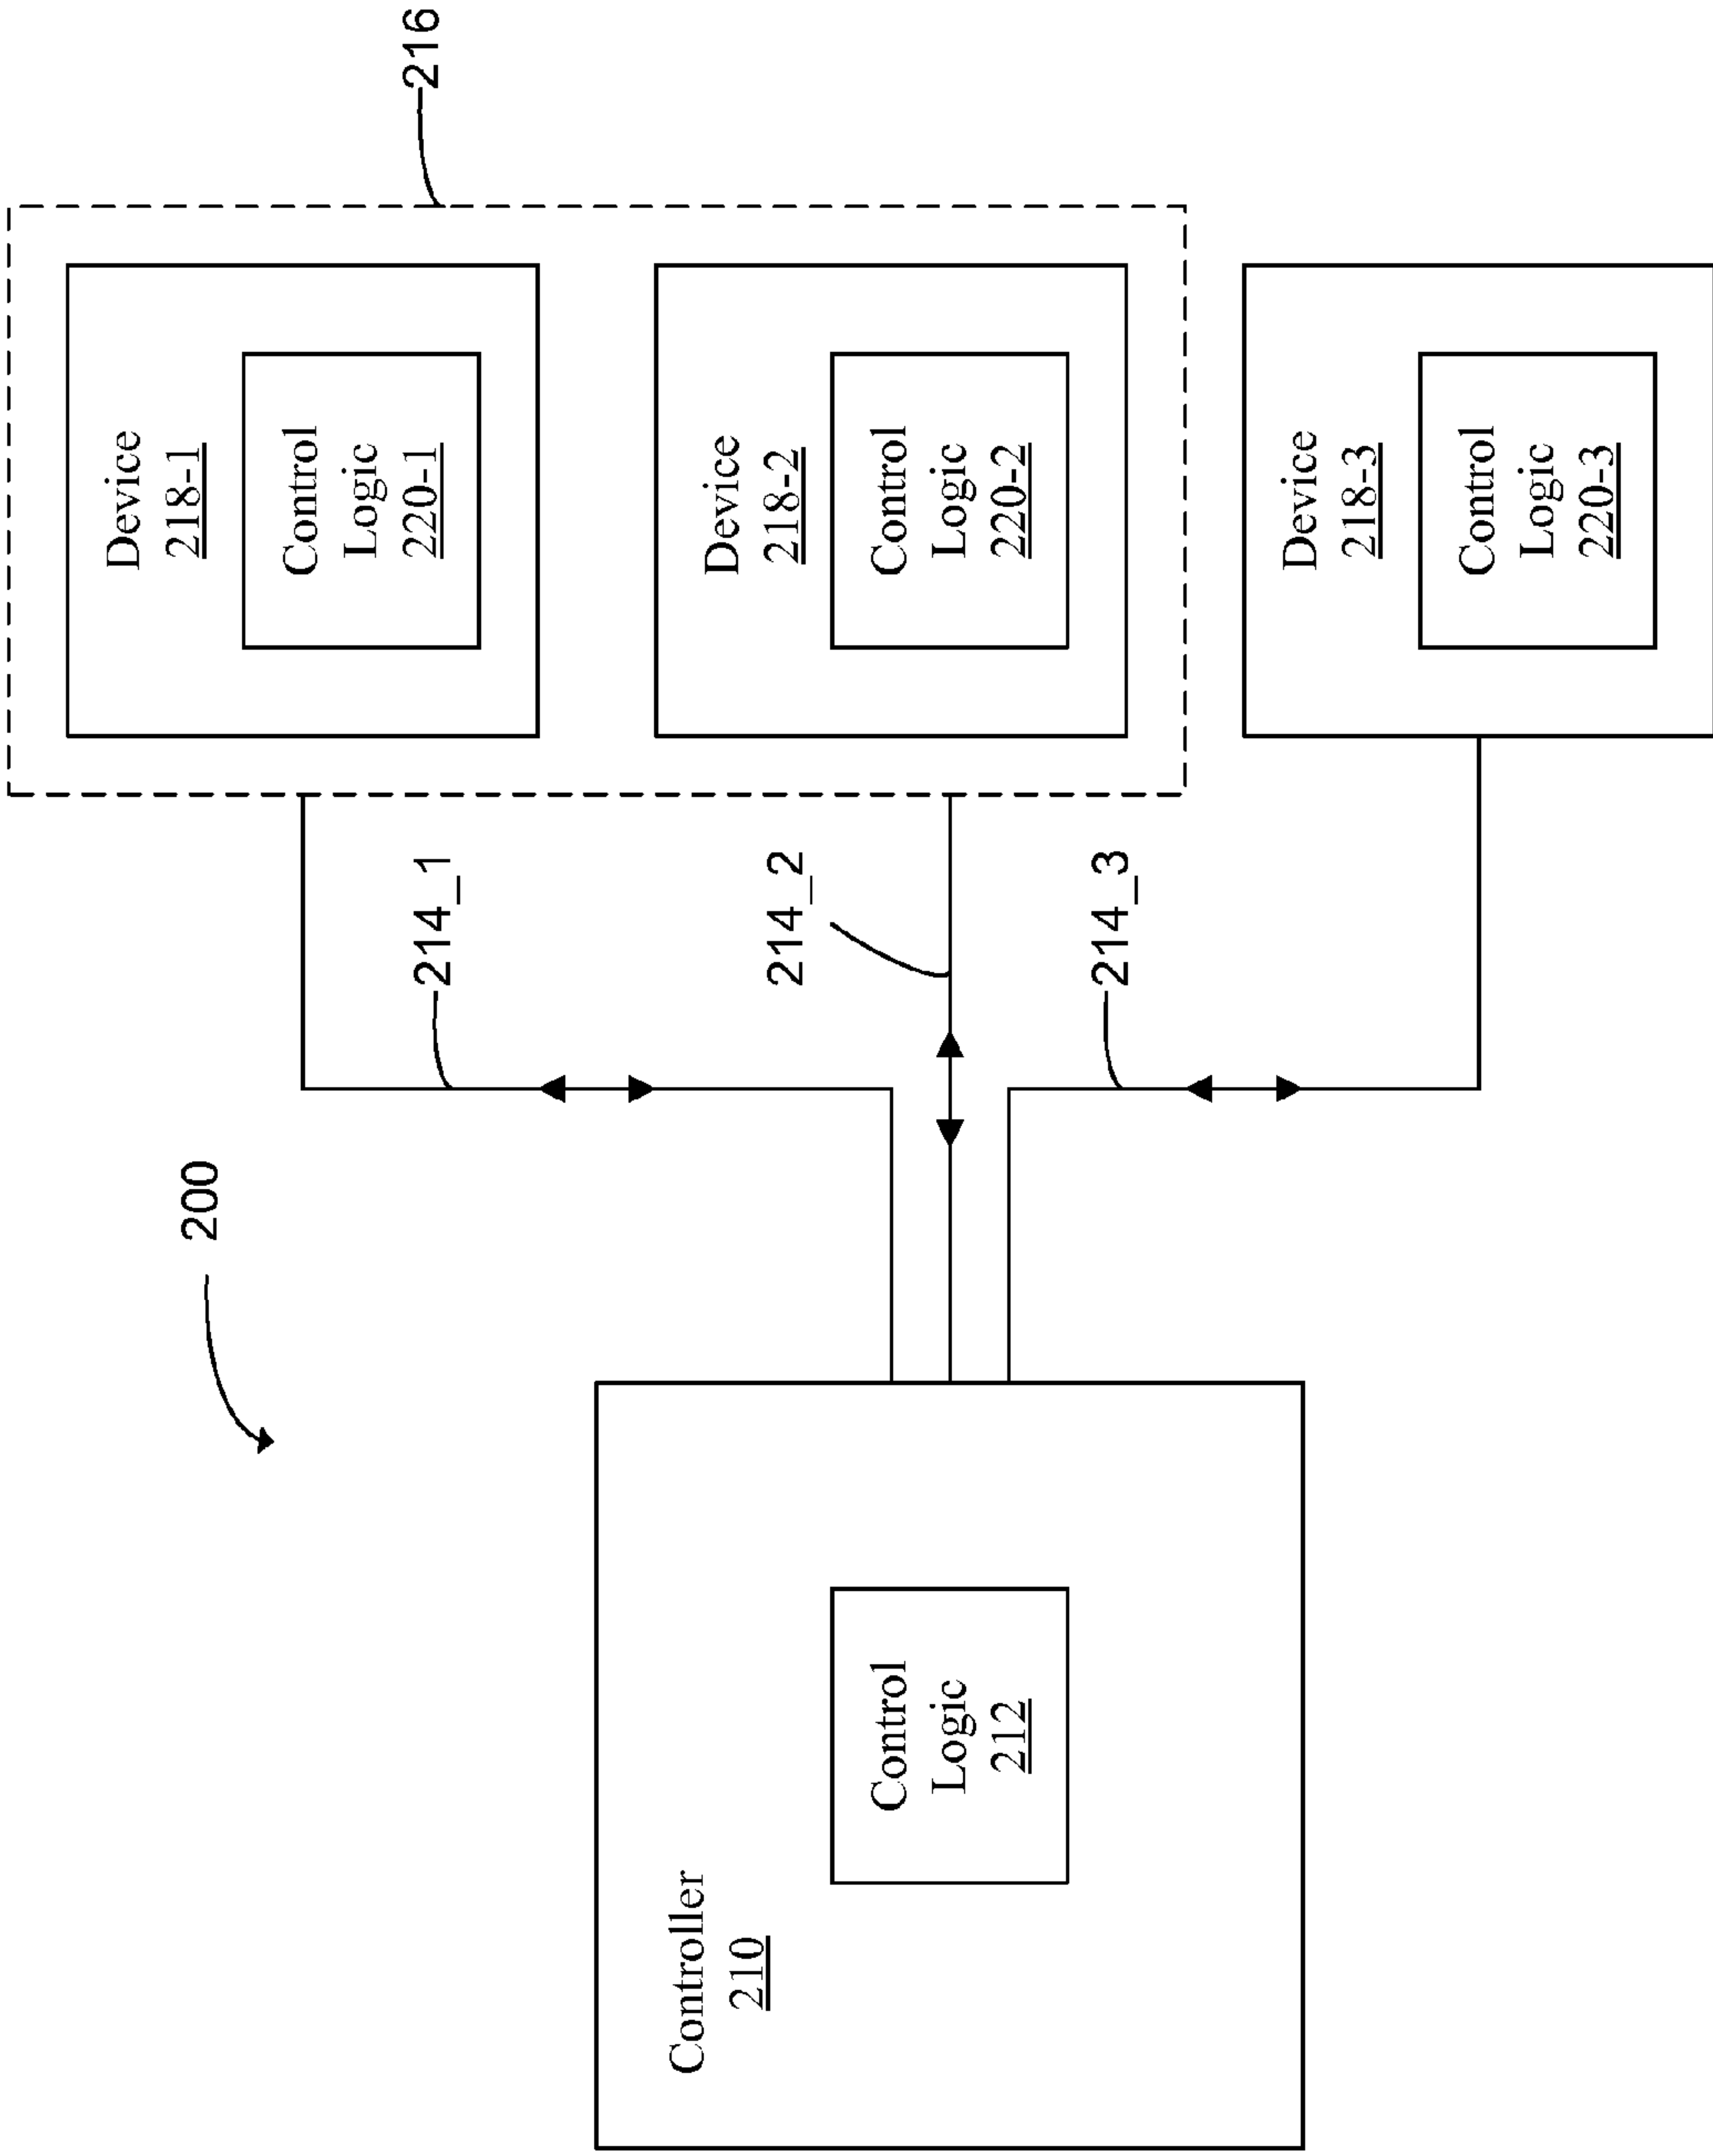 200
Controller
210
Control
Logic
212
214_1
214_2
214_3
216
Device
218-1
Control
Logic
220-1
Device
218-2
Control
Logic
220-2
Device
218-3
Control
Logic
220-3